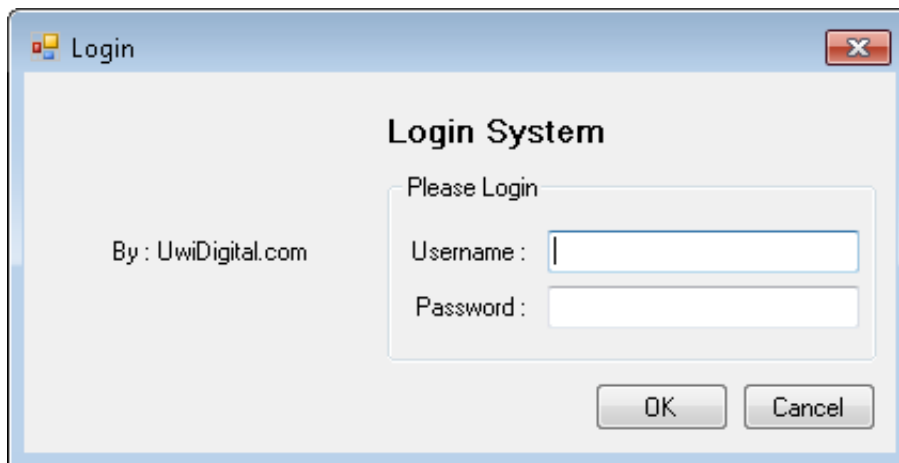 Login
Login System
Please Login
By : UwiDigital.com
Username :
Password :
OK
Cancel